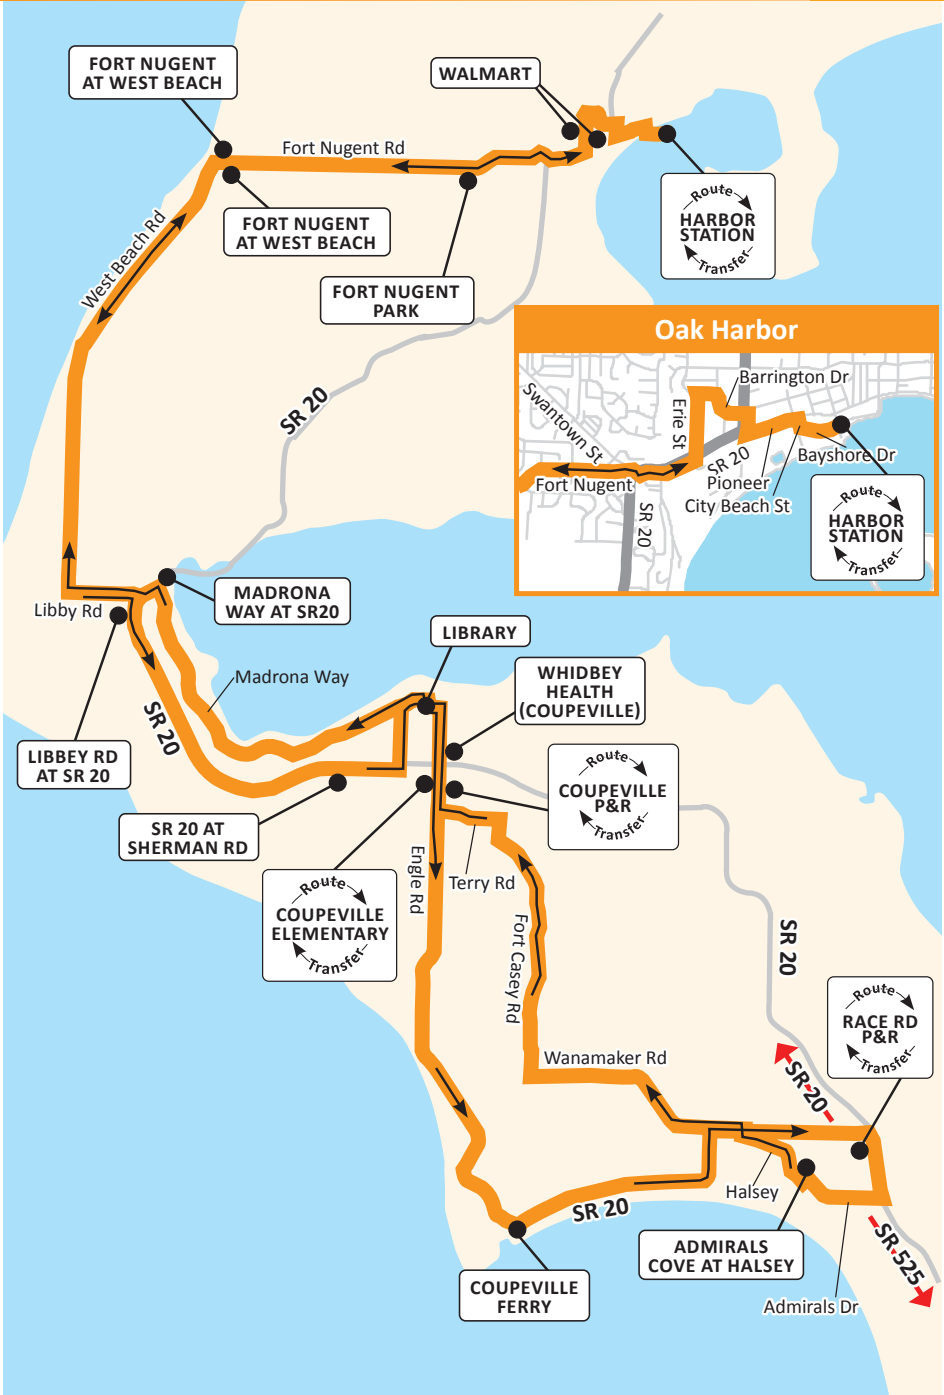 FORT NUGENT
AT WEST BEACH
WALMART
Fort Nugent Rd
Route
HARBOR
STATION
Transfer
FORT NUGENT
AT WEST BEACH
West Beach Rd
FORT NUGENT
PARK
SR 20
Oak Harbor
Barrington Dr
Swantown St
Erie St
SR 20
Bayshore Dr
Fort Nugent
Pioneer
City Beach St
SR 20
Route
HARBOR
STATION
Transfer
MADRONA
WAY AT SR20
Libby Rd
LIBRARY
Madrona Way
WHIDBEY
HEALTH
(COUPEVILLE)
SR 20
LIBBEY RD
AT SR 20
Route
COUPEVILLE
P&R
Transfer
SR 20 AT
SHERMAN RD
Engle Rd
Terry Rd
Route
COUPEVILLE
ELEMENTARY
Transfer
Fort Casey Rd
SR 20
Route
RACE RD
P&R
Transfer
Wanamaker Rd
SR 20
Halsey
SR 20
ADMIRALS
COVE AT HALSEY
SR 525
COUPEVILLE
FERRY
Admirals Dr